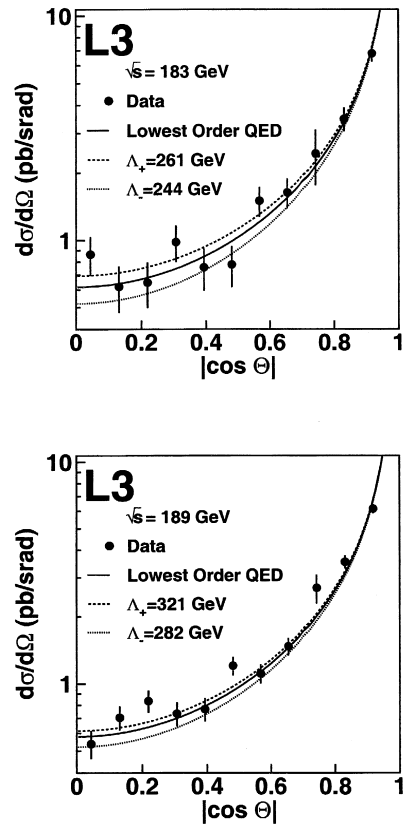 10
L3
√s = 183 GeV
Data
Lowest Order QED
Λ+=261 GeV
Λ-=244 GeV
1
dσ/dΩ (pb/srad)
0 0.2 0.4 0.6 0.8 1
|cos Θ|
10
L3
√s = 189 GeV
Data
Lowest Order QED
Λ+=321 GeV
Λ-=282 GeV
1
dσ/dΩ (pb/srad)
0 0.2 0.4 0.6 0.8 1
|cos Θ|